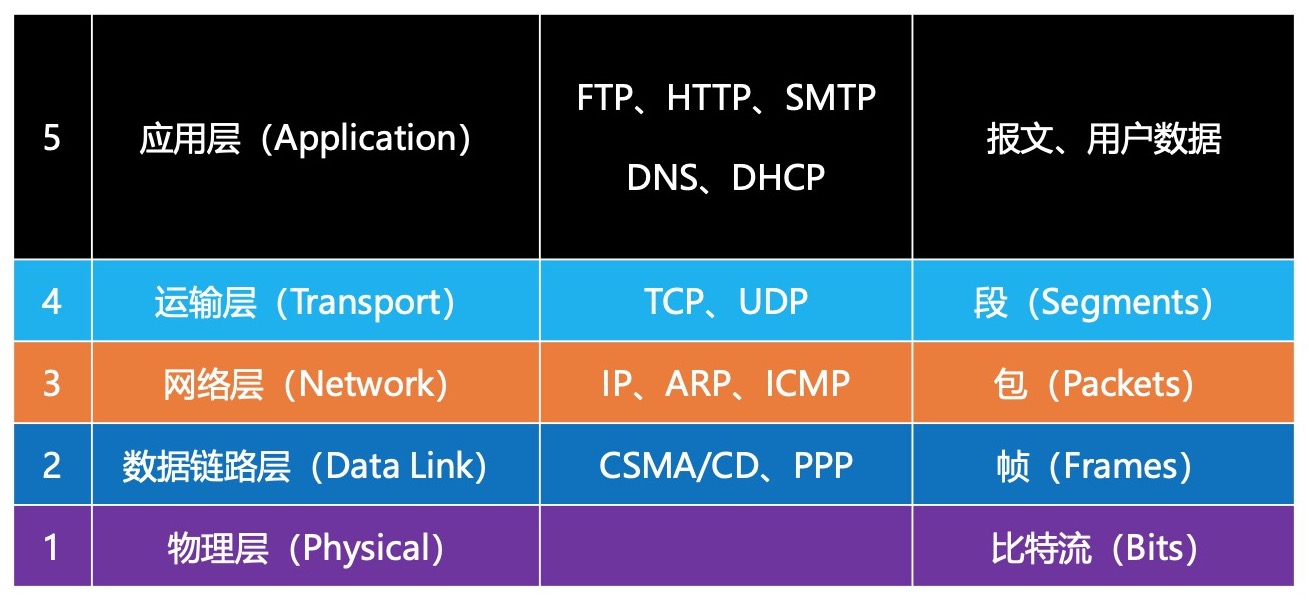 5
应用层（Application）
FTP、HTTP、SMTP
DNS、DHCP
报文、用户数据
4
运输层（Transport）
TCP、UDP
段（Segments）
3
网络层（Network）
IP、ARP、ICMP
包（Packets）
2
数据链路层（Data Link）
CSMA/CD、PPP
帧（Frames）
1
物理层（Physical）
比特流（Bits）